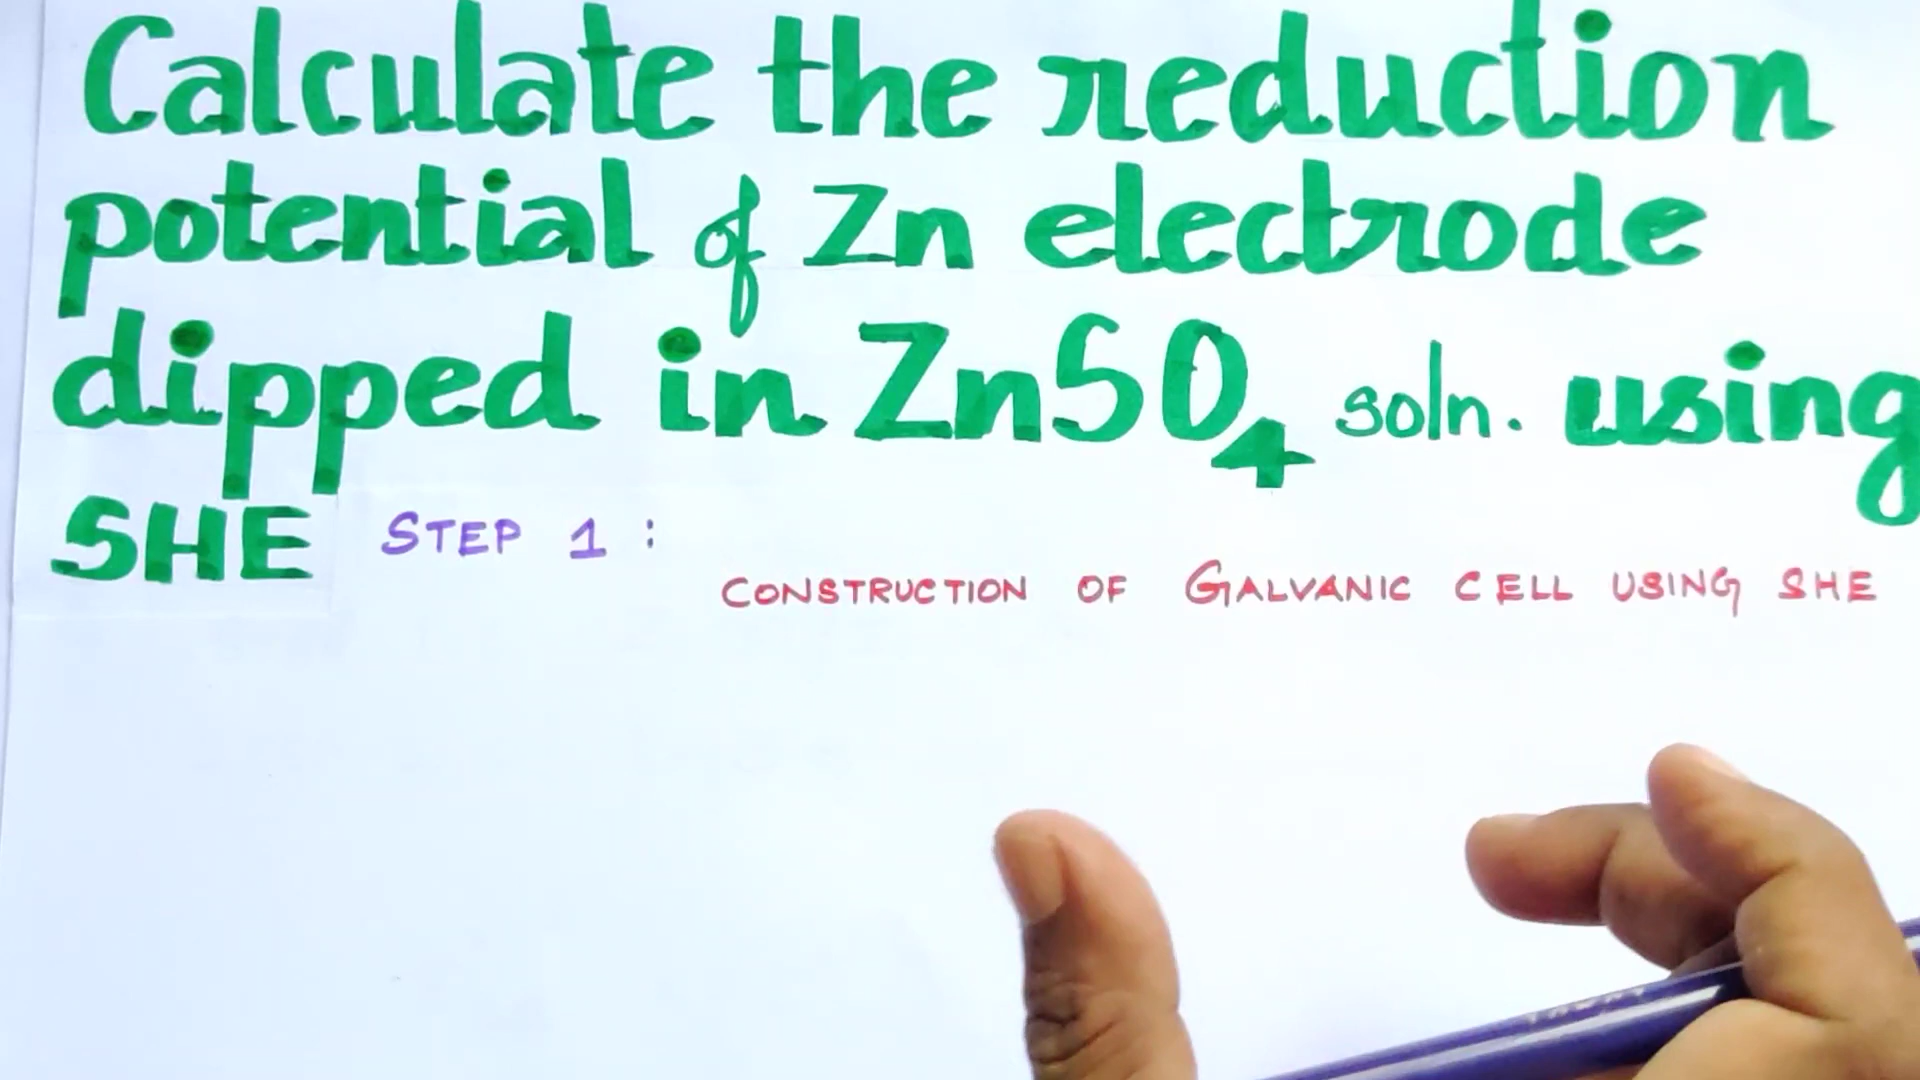 Calculate the reduction
potential of Zn electrode
dipped in ZnSO4 soln. using
SHE STEP 1 :
CONSTRUCTION OF GALVANIC CELL USING SHE